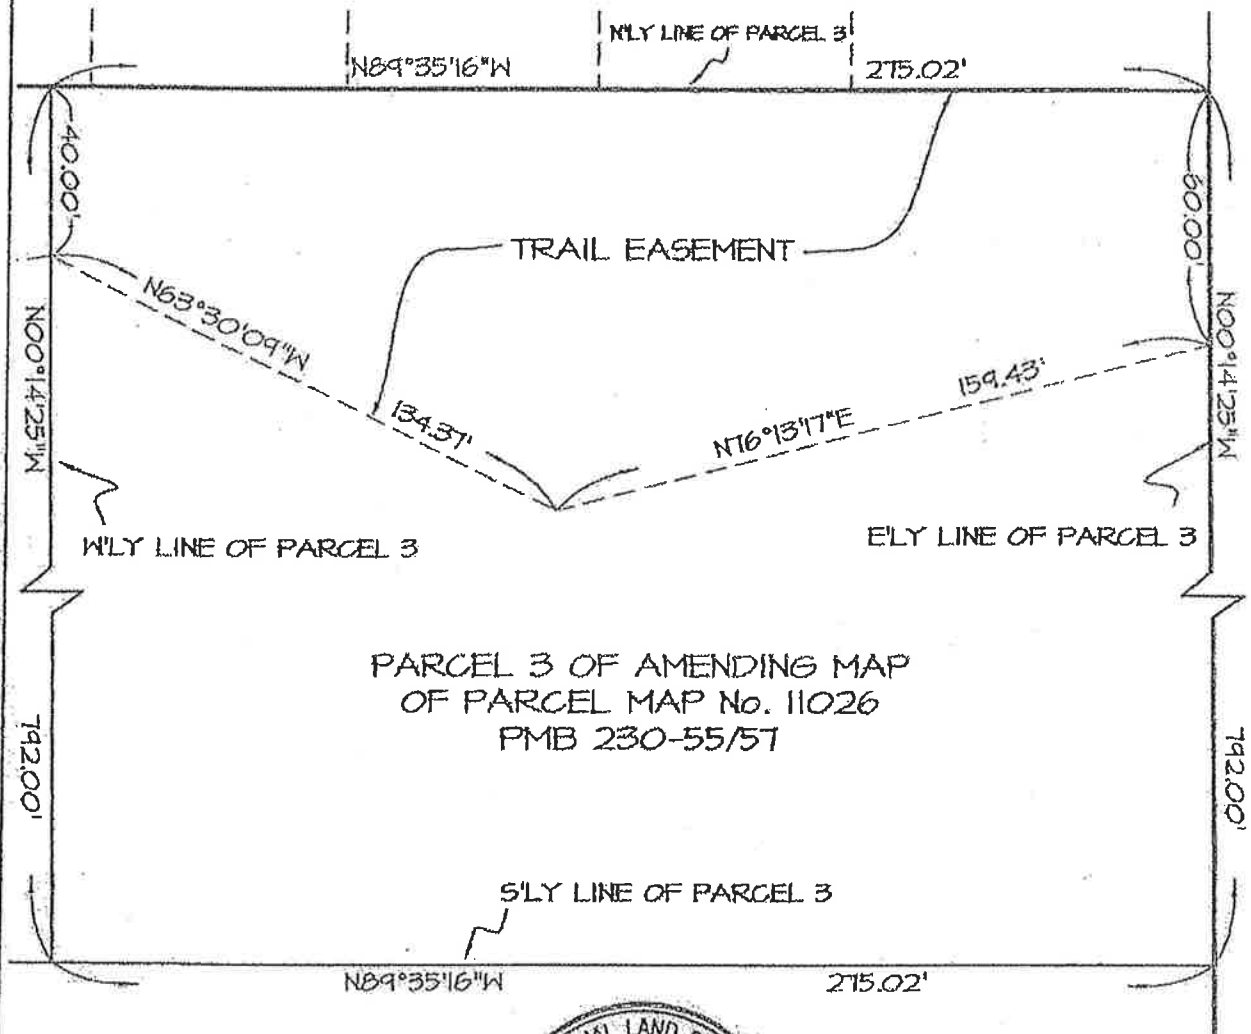 N'LY LINE OF PARCEL 3
N89°35'16"W
275.02'
40.00'
60.00'
TRAIL EASEMENT
N63°30'09"W
134.37'
N76°13'17"E
159.43'
N00°14'25"W
N00°14'25"W
W'LY LINE OF PARCEL 3
E'LY LINE OF PARCEL 3
PARCEL 3 OF AMENDING MAP
OF PARCEL MAP No. 11026
PMB 230-55/57
792.00'
792.00'
S'LY LINE OF PARCEL 3
N89°35'16"W
275.02'
LAND